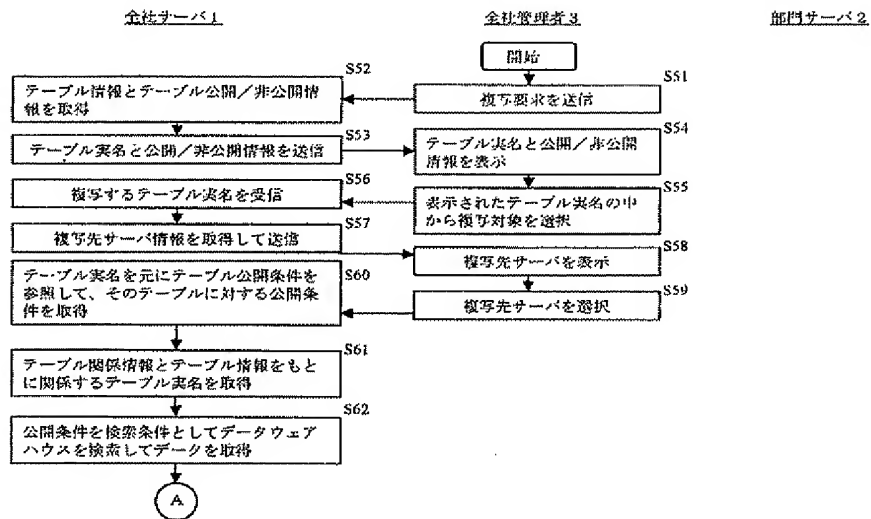 全社サーバ1
全社管理者3
部門サーバ2
開始
S51
複写要求を送信
S52
テーブル情報とテーブル公開／非公開情
報を取得
S53
テーブル実名と公開／非公開情報を送信
S54
テーブル実名と公開／非公開
情報を表示
S55
表示されたテーブル実名の中
から複写対象を選択
S56
複写するテーブル実名を受信
S57
複写先サーバ情報を取得して送信
S58
複写先サーバを表示
S59
複写先サーバを選択
S60
テーブル実名を元にテーブル公開条件を
参照して、そのテーブルに対する公開条
件を取得
S61
テーブル関係情報とテーブル情報をもと
に関係するテーブル実名を取得
S62
公開条件を検索条件としてデータウェア
ハウスを検索してデータを取得
A